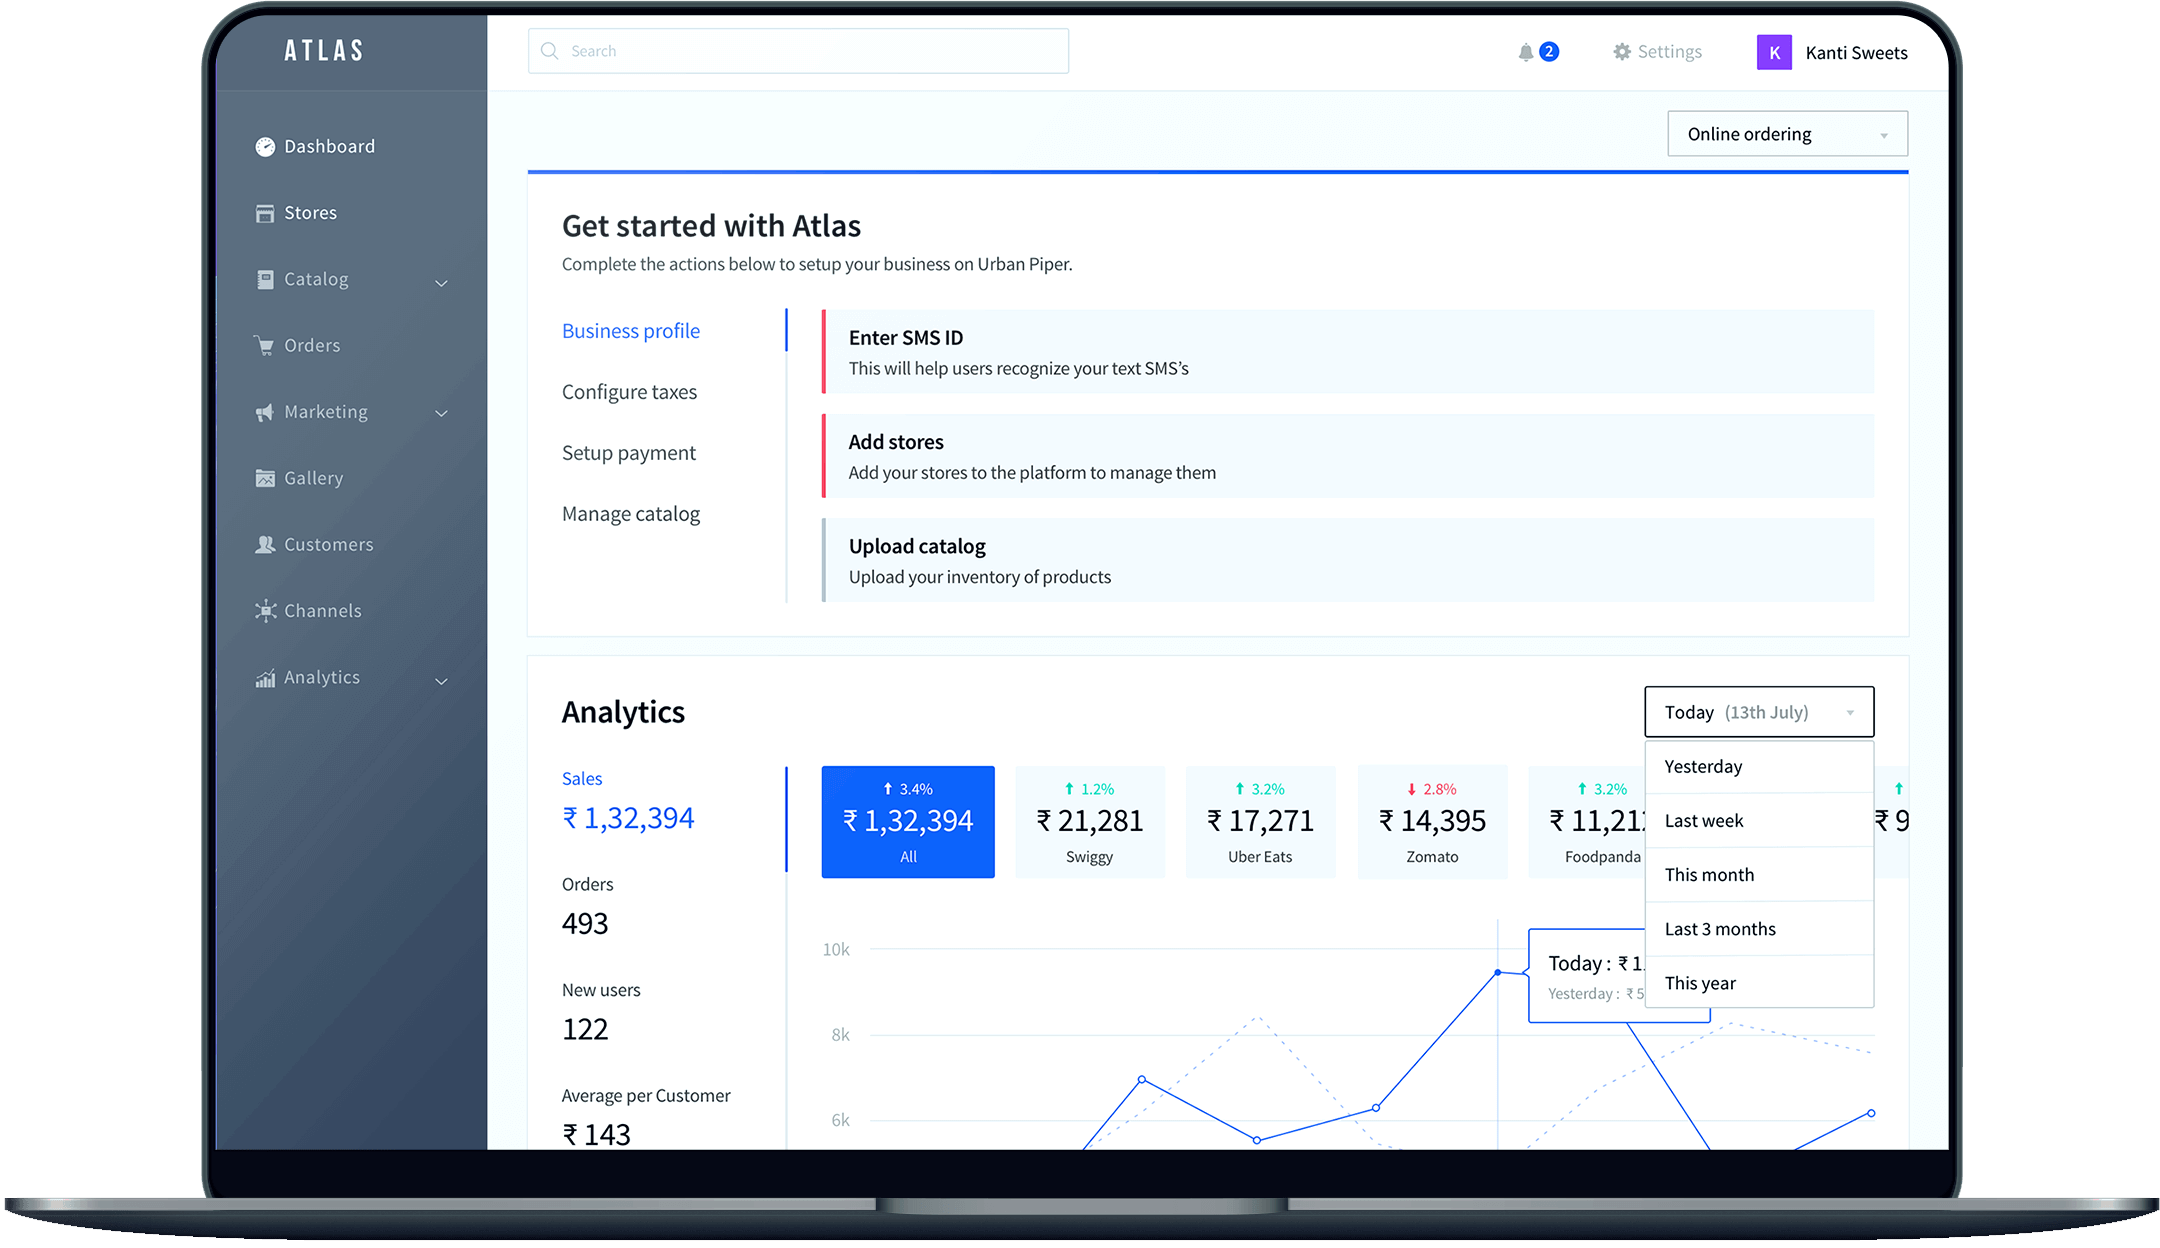 ATLAS
Search
2
Settings
K
Kanti Sweets
Dashboard
Stores
Catalog
Orders
Marketing
Gallery
Customers
Channels
Analytics
Online ordering
Get started with Atlas
Complete the actions below to setup your business on Urban Piper.
Business profile
Configure taxes
Setup payment
Manage catalog
Enter SMS ID
This will help users recognize your text SMS’s
Add stores
Add your stores to the platform to manage them
Upload catalog
Upload your inventory of products
Analytics
Today (13th July)
Yesterday
Last week
This month
Last 3 months
This year
Sales
₹ 1,32,394
Orders
493
New users
122
Average per Customer
₹ 143
3.4%
₹ 1,32,394
All
1.2%
₹ 21,281
Swiggy
3.2%
₹ 17,271
Uber Eats
2.8%
₹ 14,395
Zomato
3.2%
₹ 11,21
Foodpanda
₹ 9
10k
8k
6k
Today : ₹ 1
Yesterday : ₹ 5